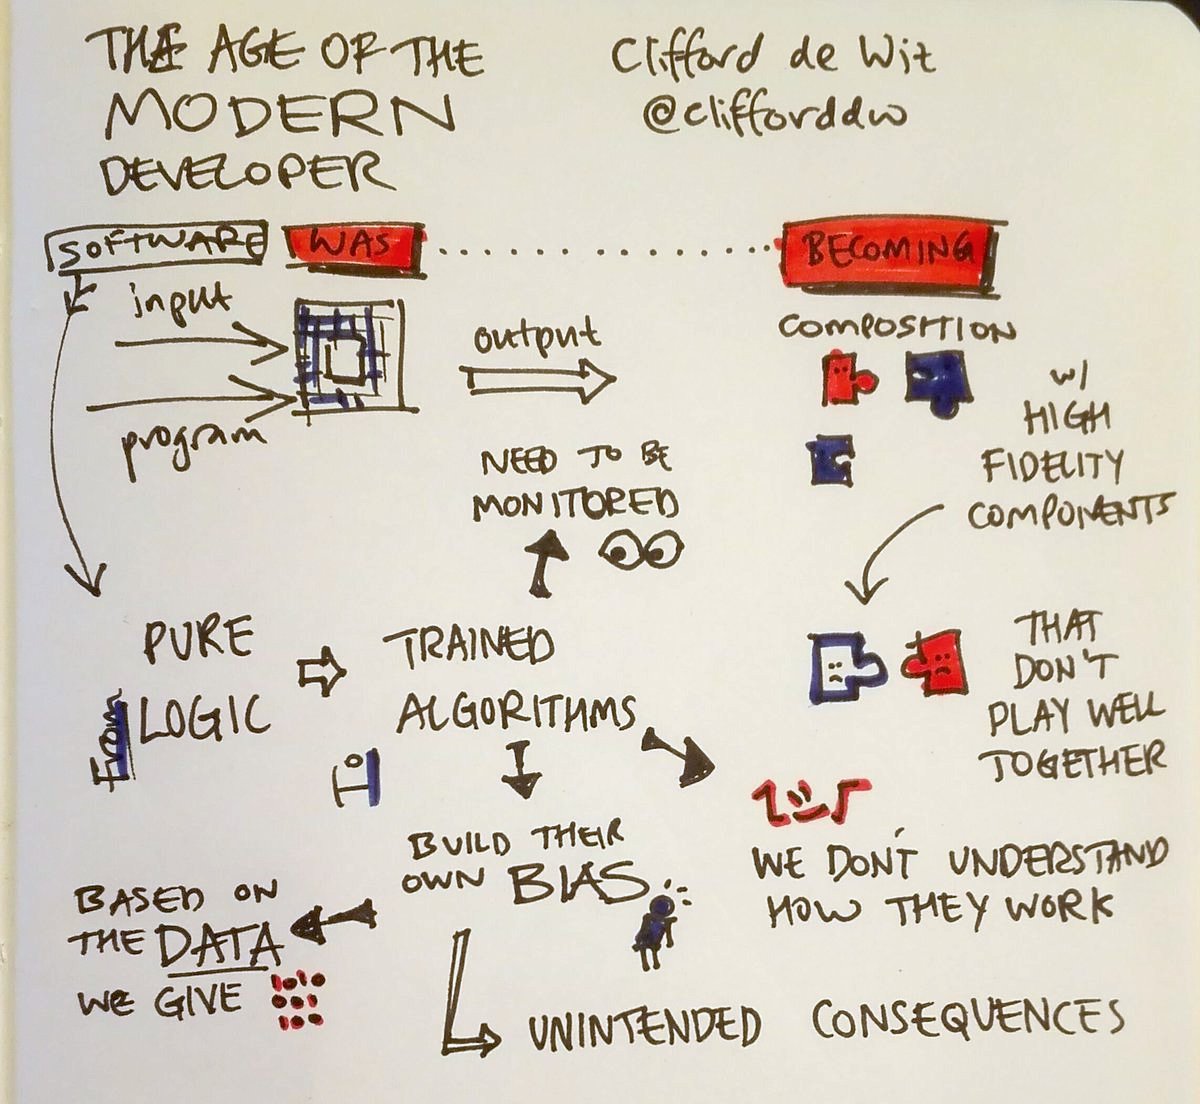 THE AGE OF THE
MODERN
DEVELOPER
Clifford de Wit
@clifforddw
SOFTWARE WAS
BECOMING
input
program
output
COMPOSITION
w/
HIGH
FIDELITY
COMPONENTS
NEED TO BE
MONITORED
THAT
DON'T
PLAY WELL
TOGETHER
From
PURE
LOGIC
TRAINED
ALGORITHMS
BUILD THEIR
OWN BIAS
WE DON'T UNDERSTAND
HOW THEY WORK
BASED ON
THE DATA
WE GIVE
UNINTENDED CONSEQUENCES